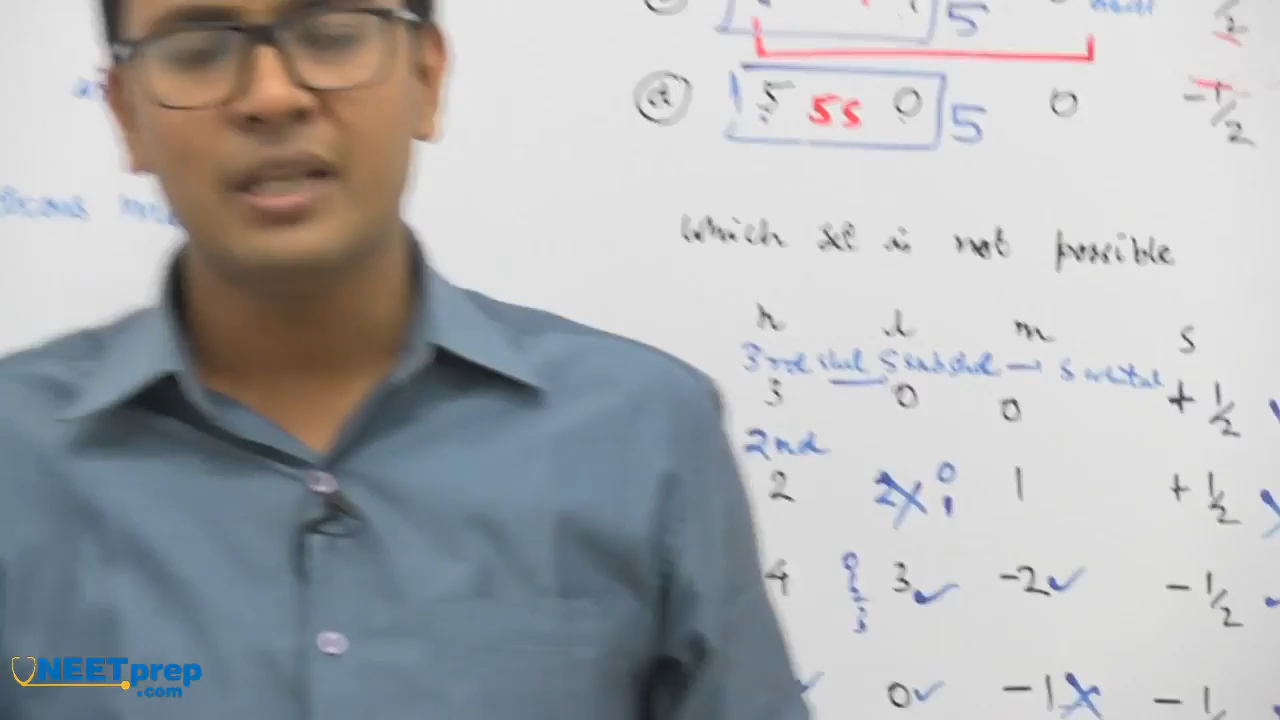 5
d 5 5s 0 5 0 -1/2
Which set is not possible
n l m s
3rd shell s subshell → s orbital
3 0 0 + 1/2
2nd
2 2 0 1 1 + 1/2
4 3 -2 - 1/2
0 -1 - 1
NEETprep
.com